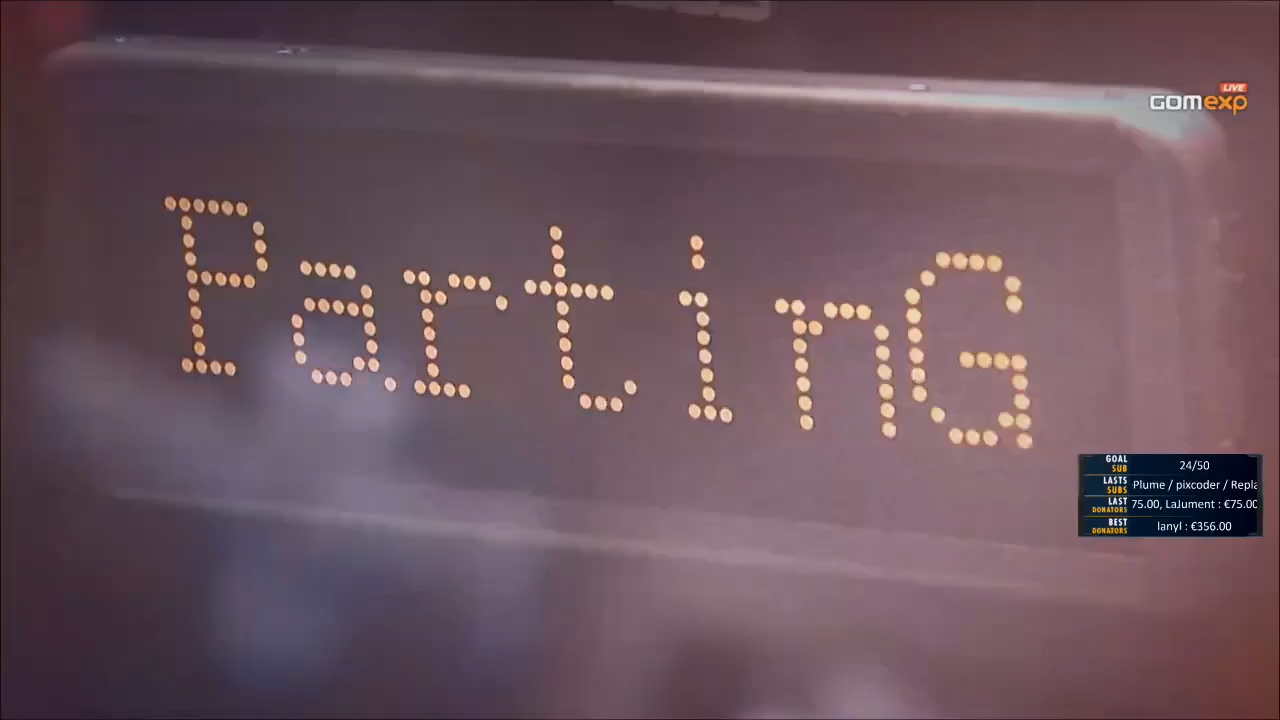 LIVE
GOMexp
PartinG
GOAL SUB 24/50
LASTS SUBS Plume / pixcoder / Repla
LAST DONATORS 75.00, LaJument : €75.00
BEST DONATORS lanyl : €356.00